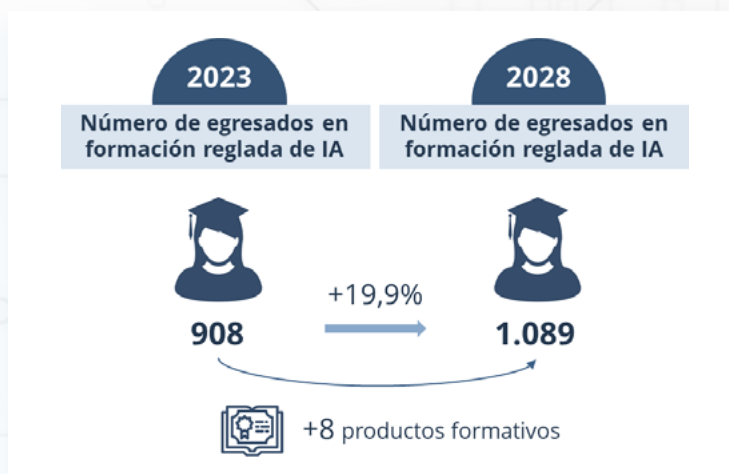 2023
2028
Número de egresados en
formación reglada de IA
Número de egresados en
formación reglada de IA
+19,9%
908
1.089
+8 productos formativos